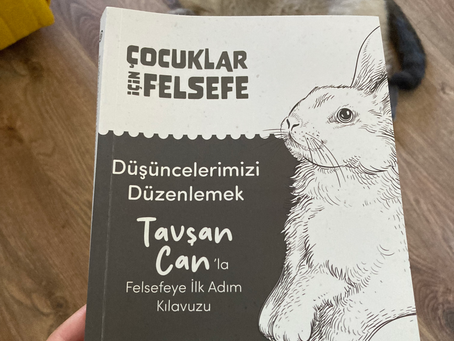 ÇOCUKLAR
İÇİN FELSEFE
Düşüncelerimizi
Düzenlemek
Tavşan
Can'la
Felsefeye İlk Adım
Kılavuzu